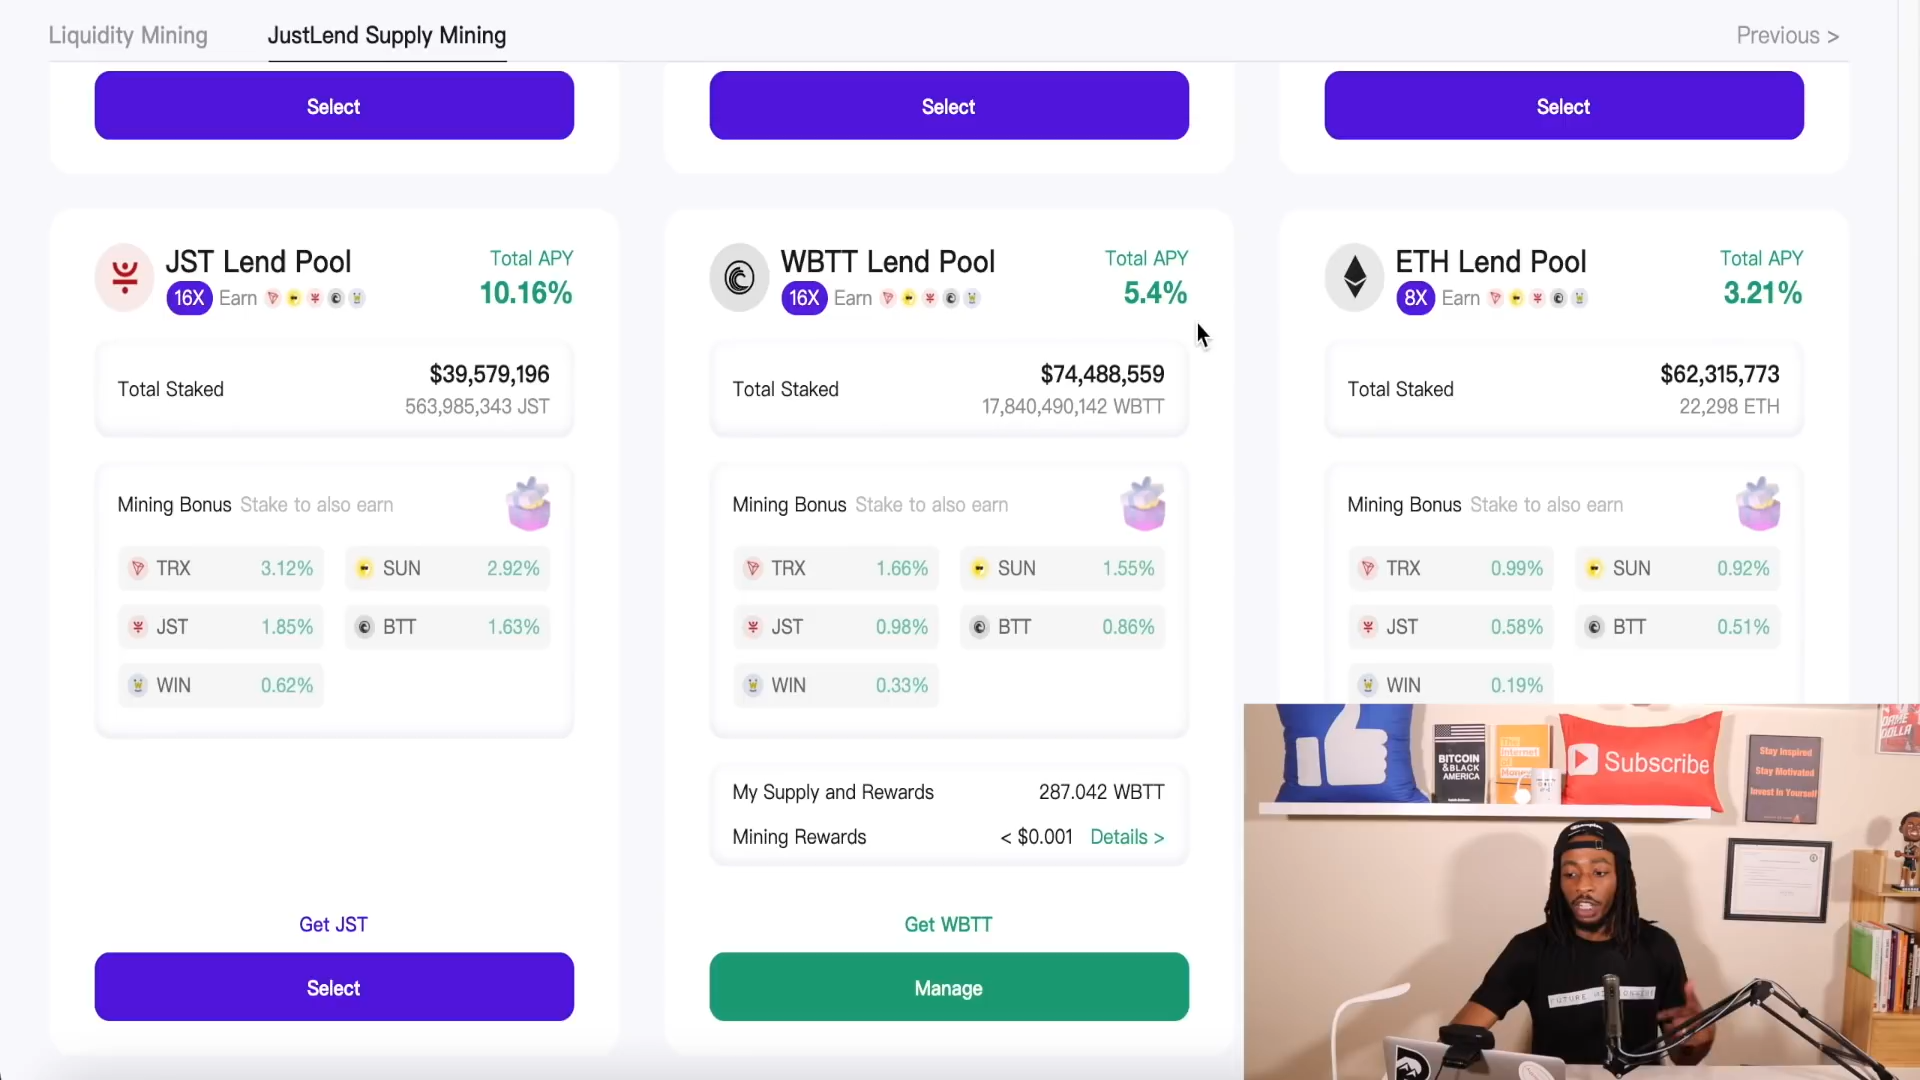 Liquidity Mining
JustLend Supply Mining
Previous >
Select
Select
Select
JST Lend Pool
16X Earn
Total APY
10.16%
Total Staked
$39,579,196
563,985,343 JST
Mining Bonus Stake to also earn
TRX 3.12%
SUN 2.92%
JST 1.85%
BTT 1.63%
WIN 0.62%
Get JST
Select
WBTT Lend Pool
16X Earn
Total APY
5.4%
Total Staked
$74,488,559
17,840,490,142 WBTT
Mining Bonus Stake to also earn
TRX 1.66%
SUN 1.55%
JST 0.98%
BTT 0.86%
WIN 0.33%
My Supply and Rewards 287.042 WBTT
Mining Rewards < $0.001 Details >
Get WBTT
Manage
ETH Lend Pool
8X Earn
Total APY
3.21%
Total Staked
$62,315,773
22,298 ETH
Mining Bonus Stake to also earn
TRX 0.99%
SUN 0.92%
JST 0.58%
BTT 0.51%
WIN 0.19%
BITCOIN
& BLACK
AMERICA
The
Internet
of
Money
Subscribe
Stay Inspired
Stay Motivated
Invest In Yourself
DAME
DOLLA